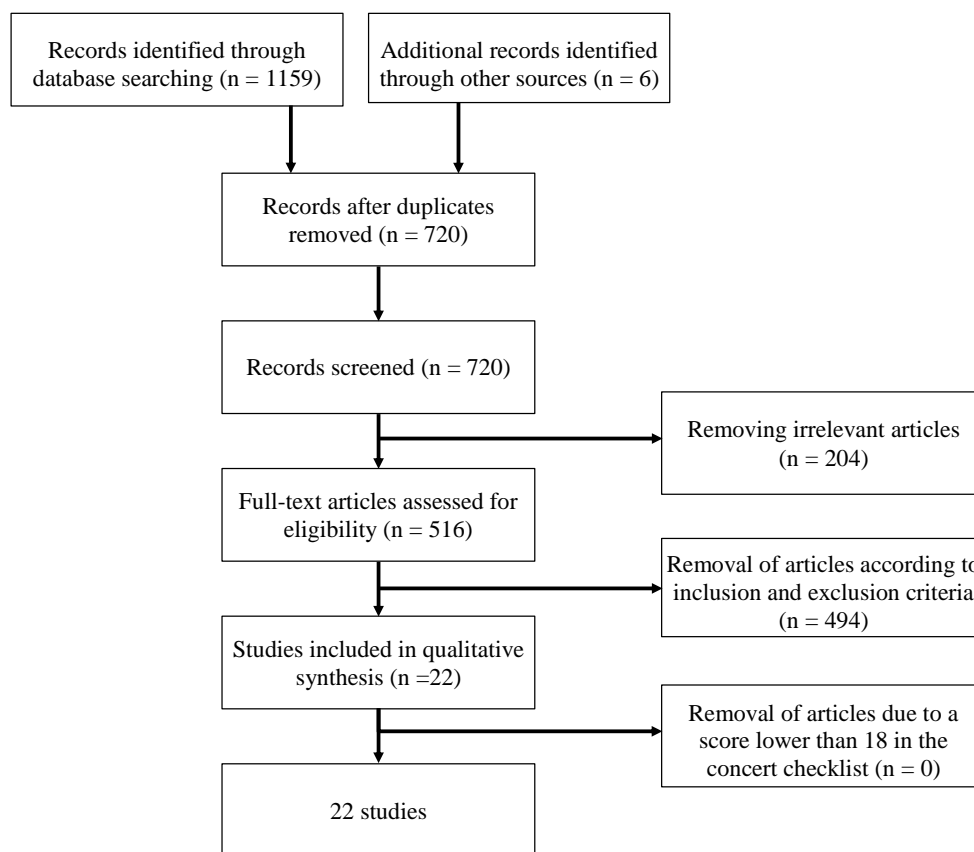 Records identified through
database searching (n = 1159)
Additional records identified
through other sources (n = 6)
Records after duplicates
removed (n = 720)
Records screened (n = 720)
Removing irrelevant articles
(n = 204)
Full-text articles assessed for
eligibility (n = 516)
Removal of articles according to
inclusion and exclusion criteria
(n = 494)
Studies included in qualitative
synthesis (n =22)
Removal of articles due to a
score lower than 18 in the
concert checklist (n = 0)
22 studies